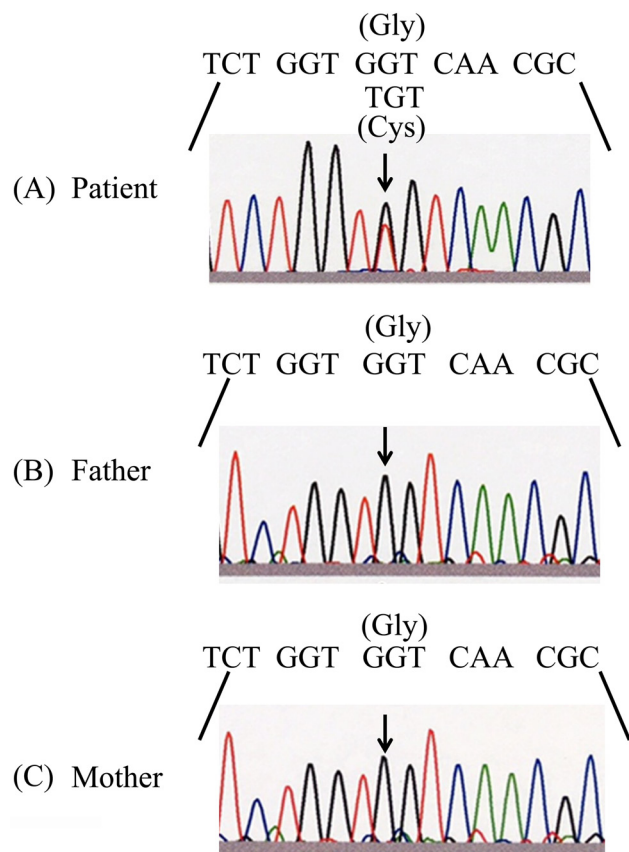 (Gly)
TCT GGT GGT CAA CGC
TGT
(Cys)
(A) Patient
(Gly)
TCT GGT GGT CAA CGC
(B) Father
(Gly)
TCT GGT GGT CAA CGC
(C) Mother